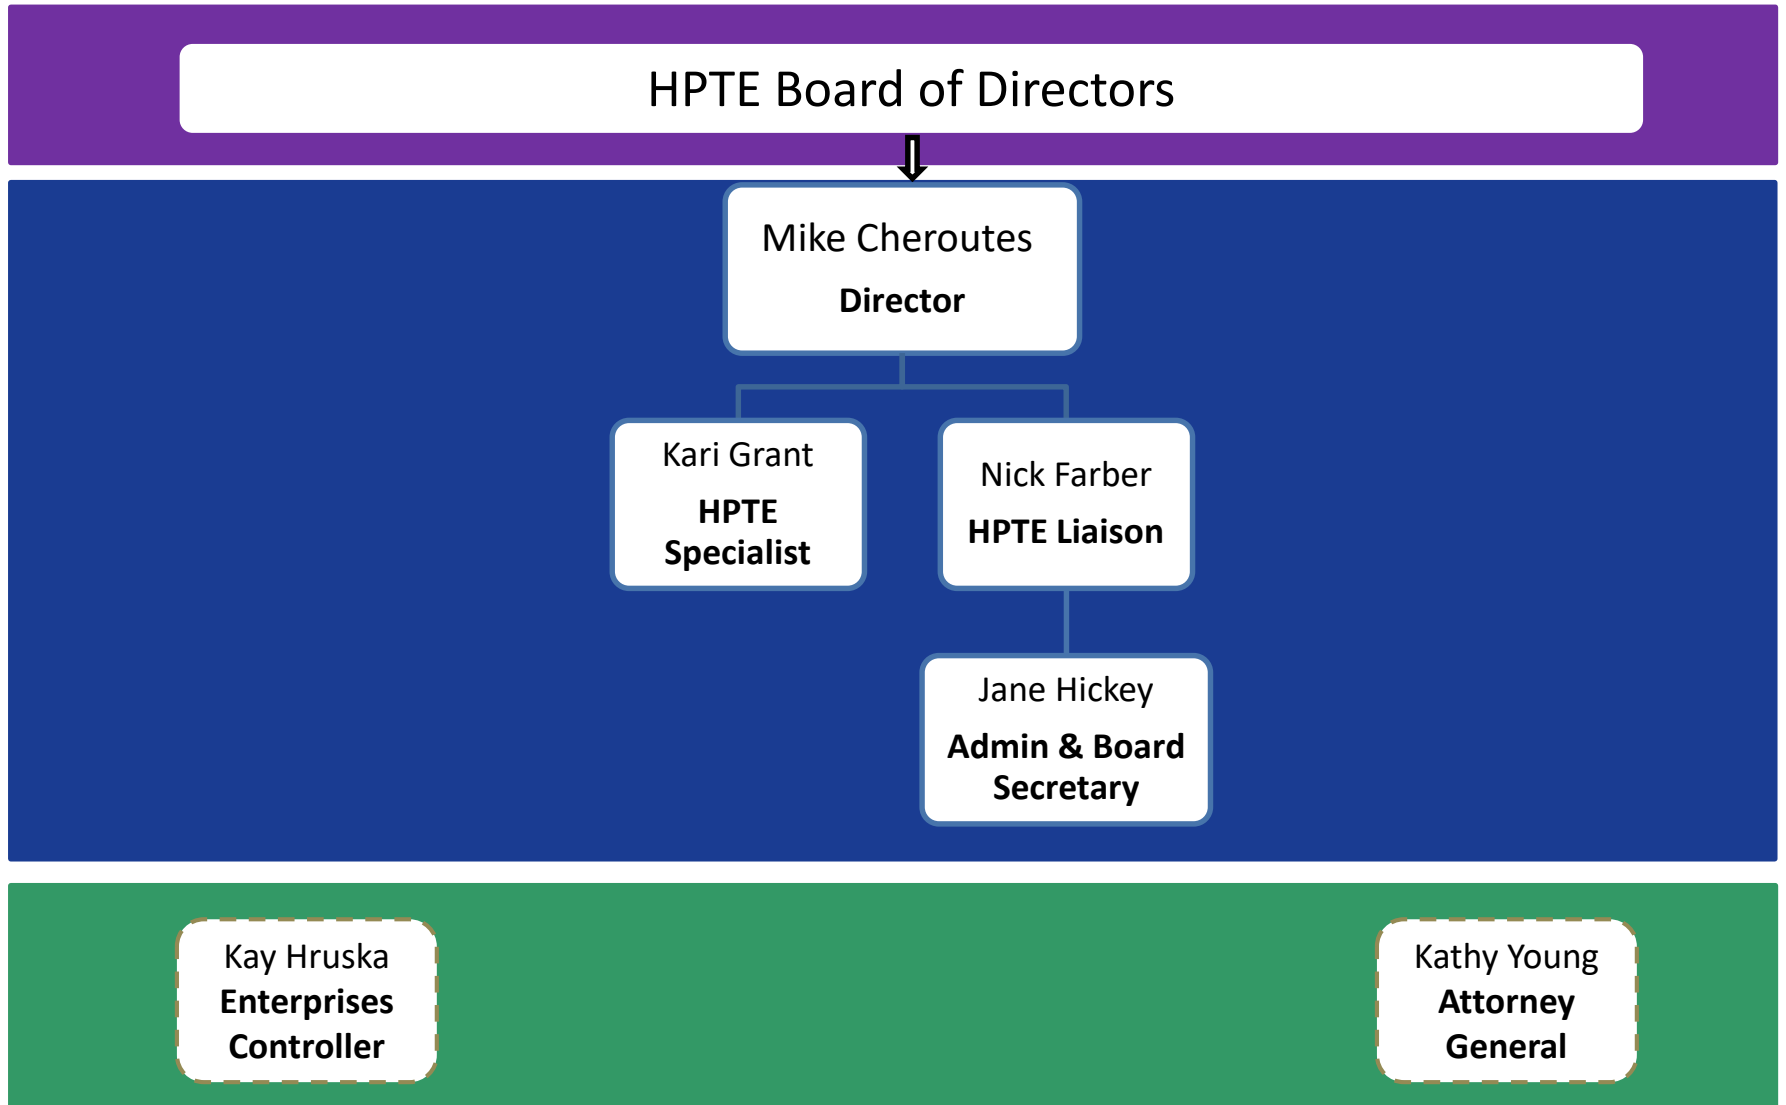 HPTE Board of Directors
Mike Cheroutes
Director
Kari Grant
HPTE
Specialist
Nick Farber
HPTE Liaison
Jane Hickey
Admin & Board
Secretary
Kay Hruska
Enterprises
Controller
Kathy Young
Attorney
General